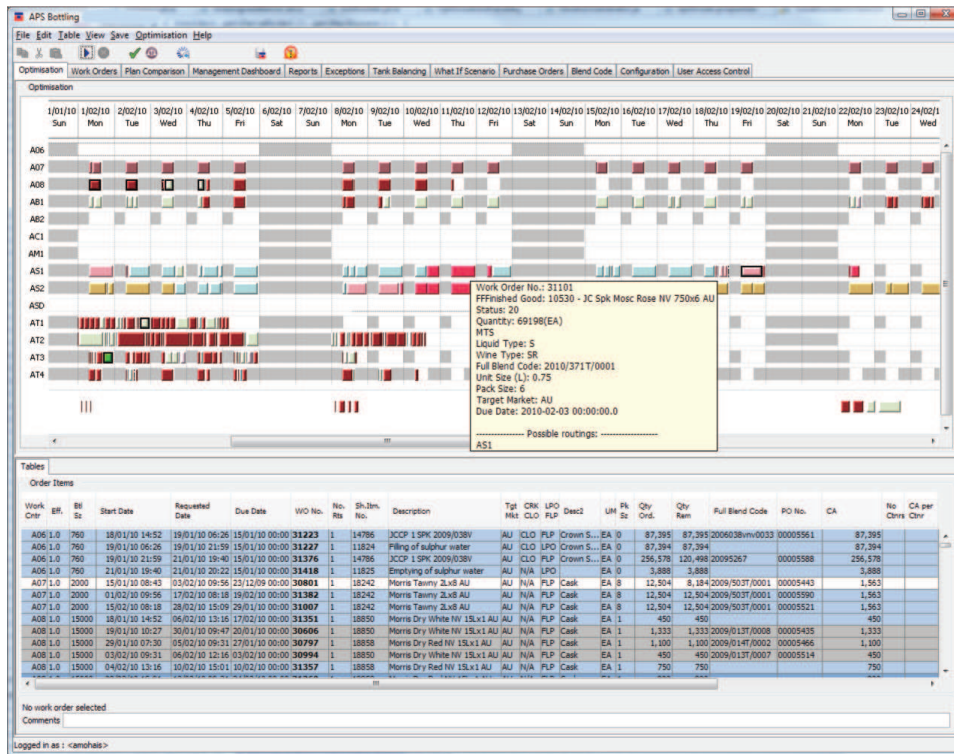 APS Bottling
File Edit Table View Save Optimisation Help
Optimisation Work Orders Plan Comparison Management Dashboard Reports Exceptions Tank Balancing What If Scenario Purchase Orders Blend Code Configuration User Access Control
Optimisation
1/01/10 1/02/10 2/02/10 3/02/10 4/02/10 5/02/10 6/02/10 7/02/10 8/02/10 9/02/10 10/02/10 11/02/10 12/02/10 13/02/10 14/02/10 15/02/10 16/02/10 17/02/10 18/02/10 19/02/10 20/02/10 21/02/10 22/02/10 23/02/10 24/02/1
Sun Mon Tue Wed Thu Fri Sat Sun Mon Tue Wed Thu Fri Sat Sun Mon Tue Wed Thu Fri Sat Sun Mon Tue Wed
A06
A07
A08
AB1
AB2
AC1
AM1
AS1
AS2
ASD
AT1
AT2
AT3
AT4
Work Order No.: 31101
FFFinished Good: 10530 - JC Spk Mosc Rose NV 750x6 AU
Status: 20
Quantity: 69198(EA)
MTS
Liquid Type: S
Wine Type: SR
Full Blend Code: 2010/371T/0001
Unit Size (L): 0.75
Pack Size: 6
Target Market: AU
Due Date: 2010-02-03 00:00:00.0
---------------- Possble routings: -------------------
AS1
Tables
Order Items
Work Cntr Eff. Btl Sz Start Date Requested Date Due Date WO No. No. Rts Sh.Itm. No. Description Tgt Mkt CRK CLO LPO FLP Desc2 UM Pk Sz Qty Ord. Qty Rem Full Blend Code PO No. CA No Ctnrs CA per Ctnr
A06 1.0 760 18/01/10 14:52 19/01/10 06:26 15/01/10 00:00 31223 1 14786 JCCP 1 SPK 2009/038V AU CLO FLP Crown S... EA 0 87,395 87,395 2006038vnv0033 00005561 87,395
A06 1.0 760 19/01/10 06:26 19/01/10 21:59 15/01/10 00:00 31227 1 11824 Filling of sulphur water AU CLO LPO EA 0 87,394 87,394 87,394
A06 1.0 760 19/01/10 21:59 21/01/10 19:40 15/01/10 00:00 31376 1 14786 JCCP 1 SPK 2009/038V AU CLO FLP Crown S... EA 0 256,578 120,498 20095267 00005588 256,578
A06 1.0 760 21/01/10 19:40 21/01/10 20:22 15/01/10 00:00 31418 1 11825 Emptying of sulphur water AU N/A LPO EA 0 3,888 3,888 3,888
A07 1.0 2000 15/01/10 08:43 03/02/10 09:56 23/12/09 00:00 30801 1 18242 Morris Tawny 2Lx8 AU AU N/A FLP Cask EA 8 12,504 8,184 2009/503T/0001 00005443 1,563
A07 1.0 2000 01/02/10 09:56 17/02/10 08:18 19/02/10 00:00 31382 1 18242 Morris Tawny 2Lx8 AU AU N/A FLP Cask EA 8 12,504 12,504 2009/503T/0001 00005590 1,563
A07 1.0 2000 15/02/10 08:18 28/02/10 15:09 29/01/10 00:00 31007 1 18242 Morris Tawny 2Lx8 AU AU N/A FLP Cask EA 8 12,504 12,504 2009/503T/0001 00005521 1,563
A08 1.0 15000 18/01/10 14:52 06/02/10 13:16 17/02/10 00:00 31351 1 18850 Morris Dry White NV 15Lx1 AU AU N/A FLP Cask EA 1 450 450 450
A08 1.0 15000 19/01/10 10:27 30/01/10 09:47 20/01/10 00:00 30606 1 18850 Morris Dry White NV 15Lx1 AU AU N/A FLP Cask EA 1 1,333 1,333 2009/013T/0008 00005435 1,333
A08 1.0 15000 29/01/10 07:30 05/02/10 09:31 27/01/10 00:00 30797 1 18858 Morris Dry Red NV 15Lx1 AU AU N/A FLP Cask EA 1 1,100 1,100 2009/014T/0002 00005466 1,100
A08 1.0 15000 03/02/10 09:31 06/02/10 12:16 03/02/10 00:00 30994 1 18850 Morris Dry White NV 15Lx1 AU AU N/A FLP Cask EA 1 450 450 2009/013T/0007 00005514 450
A08 1.0 15000 04/02/10 13:16 10/02/10 15:01 10/02/10 00:00 31357 1 18858 Morris Dry Red NV 15Lx1 AU AU N/A FLP Cask EA 1 750 750 750
No work order selected
Comments
Logged in as : <amohais>